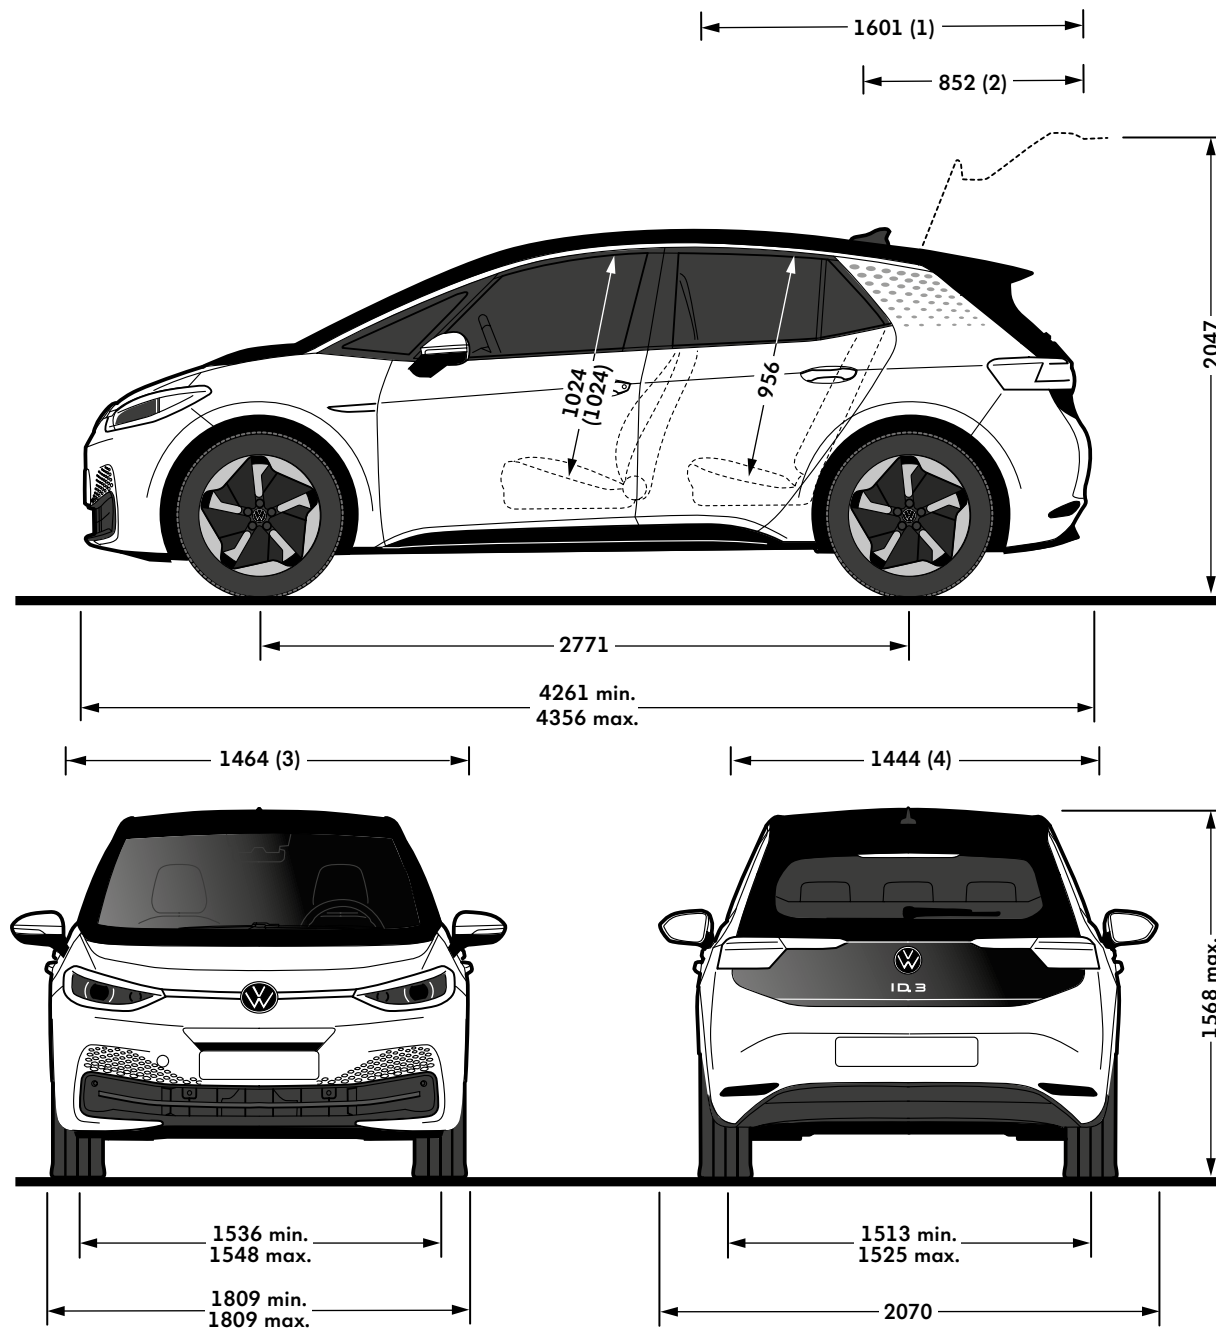 1601 (1)
852 (2)
2047
1024
(1024)
956
2771
4261 min.
4356 max.
1464 (3)
1444 (4)
1568 max.
ID.3
1536 min.
1548 max.
1513 min.
1525 max.
1809 min.
1809 max.
2070